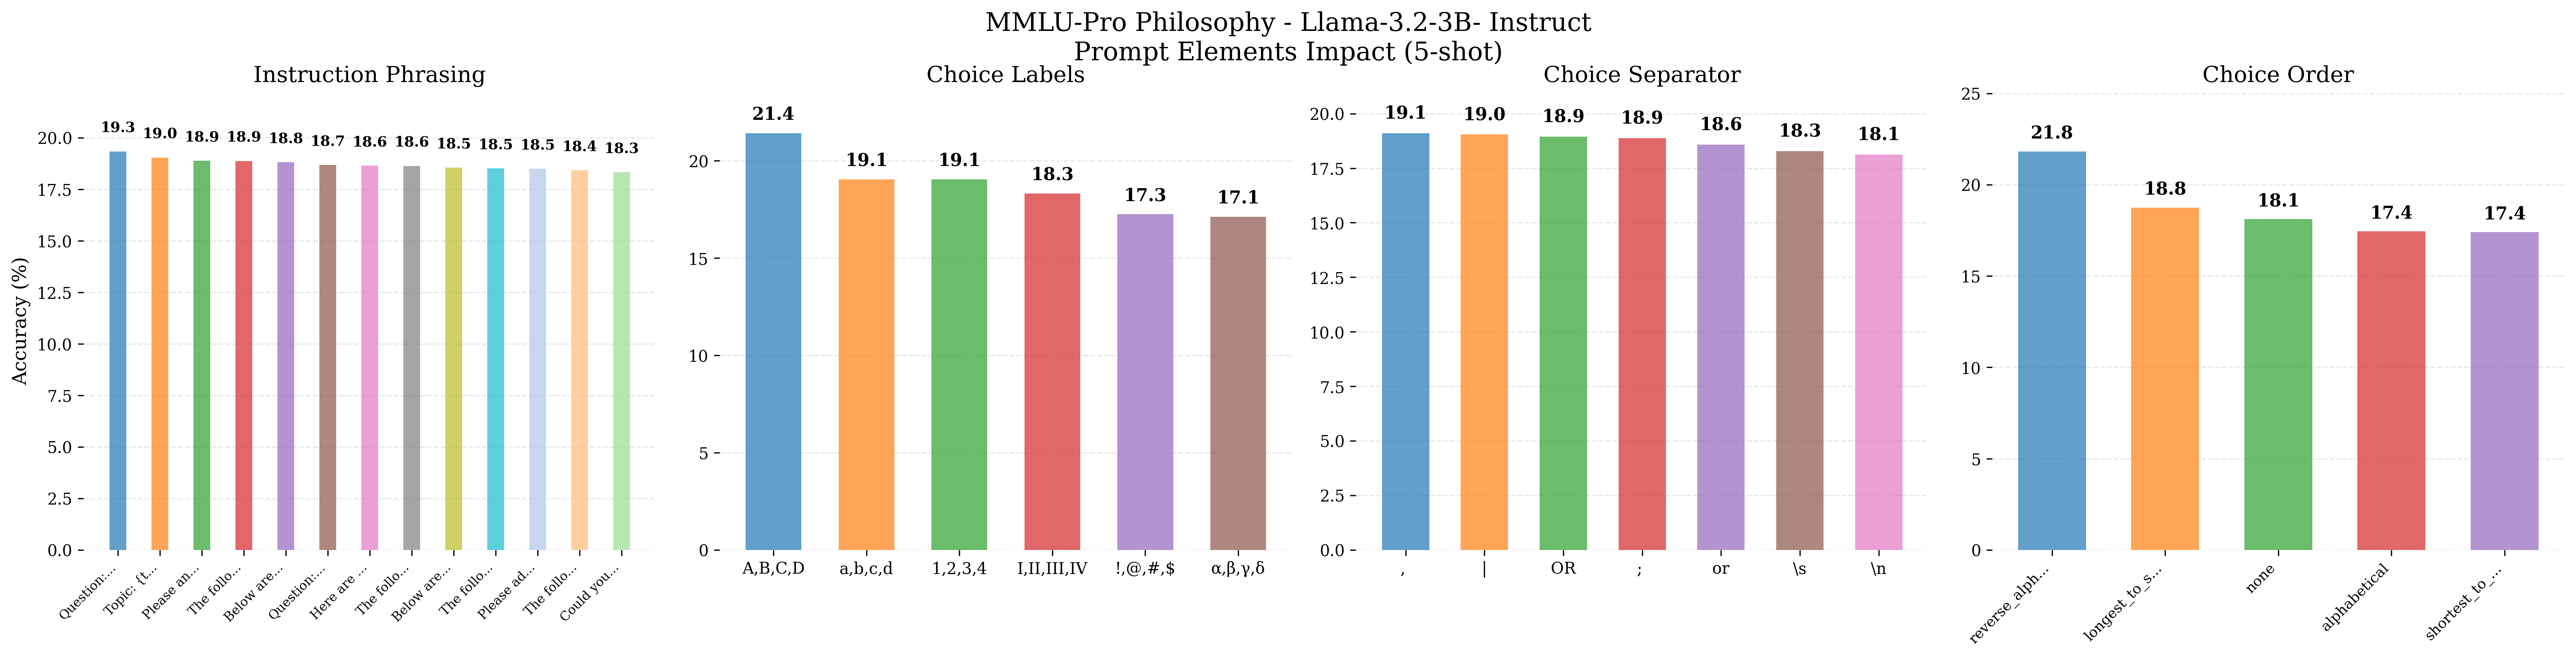 MMLU-Pro Philosophy - Llama-3.2-3B- Instruct
Prompt Elements Impact (5-shot)
Instruction Phrasing
Accuracy (%)
20.0
17.5
15.0
12.5
10.0
7.5
5.0
2.5
0.0
19.3 19.0 18.9 18.9 18.8 18.7 18.6 18.6 18.5 18.5 18.5 18.4 18.3
Question:...
Topic: {t...
Please an...
The follo...
Below are...
Question:...
Here are ...
The follo...
Below are...
The follo...
Please ad...
The follo...
Could you...
Choice Labels
20
15
10
5
0
21.4 19.1 19.1 18.3 17.3 17.1
A,B,C,D a,b,c,d 1,2,3,4 I,II,III,IV !,@,#,$ α,β,γ,δ
Choice Separator
20.0
17.5
15.0
12.5
10.0
7.5
5.0
2.5
0.0
19.1 19.0 18.9 18.9 18.6 18.3 18.1
, | OR ; or \s \n
Choice Order
25
20
15
10
5
0
21.8 18.8 18.1 17.4 17.4
reverse_alph...
longest_to_s...
none
alphabetical
shortest_to_...